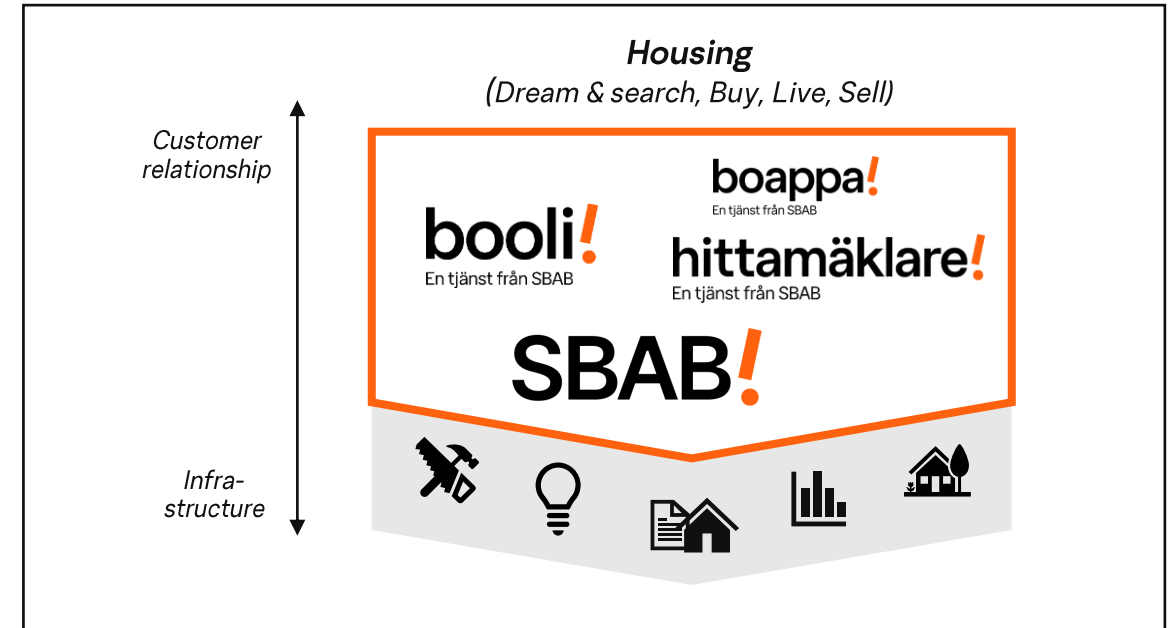 Housing
(Dream & search, Buy, Live, Sell)
Customer
relationship
boappa!
En tjänst från SBAB
booli!
En tjänst från SBAB
hittamäklare!
En tjänst från SBAB
SBAB!
Infra-
structure